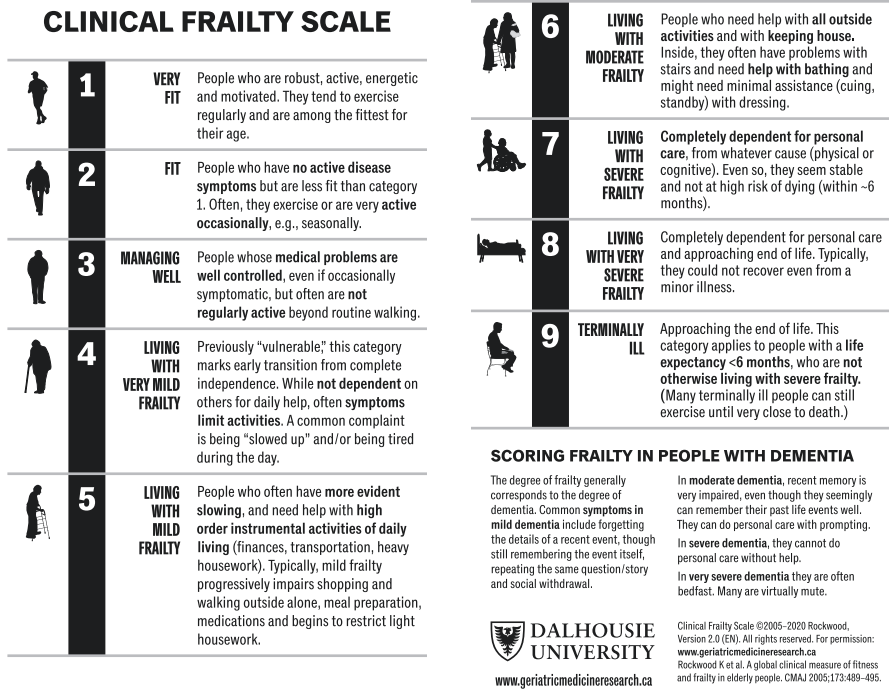 CLINICAL FRAILTY SCALE
1
VERY
FIT
People who are robust, active, energetic
and motivated. They tend to exercise
regularly and are among the fittest for
their age.
2
FIT
People who have no active disease
symptoms but are less fit than category
1. Often, they exercise or are very active
occasionally, e.g., seasonally.
3
MANAGING
WELL
People whose medical problems are
well controlled, even if occasionally
symptomatic, but often are not
regularly active beyond routine walking.
4
LIVING
WITH
VERY MILD
FRAILTY
Previously “vulnerable,” this category
marks early transition from complete
independence. While not dependent on
others for daily help, often symptoms
limit activities. A common complaint
is being “slowed up” and/or being tired
during the day.
5
LIVING
WITH
MILD
FRAILTY
People who often have more evident
slowing, and need help with high
order instrumental activities of daily
living (finances, transportation, heavy
housework). Typically, mild frailty
progressively impairs shopping and
walking outside alone, meal preparation,
medications and begins to restrict light
housework.
6
LIVING
WITH
MODERATE
FRAILTY
People who need help with all outside
activities and with keeping house.
Inside, they often have problems with
stairs and need help with bathing and
might need minimal assistance (cuing,
standby) with dressing.
7
LIVING
WITH
SEVERE
FRAILTY
Completely dependent for personal
care, from whatever cause (physical or
cognitive). Even so, they seem stable
and not at high risk of dying (within ~6
months).
8
LIVING
WITH VERY
SEVERE
FRAILTY
Completely dependent for personal care
and approaching end of life. Typically,
they could not recover even from a
minor illness.
9
TERMINALLY
ILL
Approaching the end of life. This
category applies to people with a life
expectancy <6 months, who are not
otherwise living with severe frailty.
(Many terminally ill people can still
exercise until very close to death.)
SCORING FRAILTY IN PEOPLE WITH DEMENTIA
The degree of frailty generally
corresponds to the degree of
dementia. Common symptoms in
mild dementia include forgetting
the details of a recent event, though
still remembering the event itself,
repeating the same question/story
and social withdrawal.
In moderate dementia, recent memory is
very impaired, even though they seemingly
can remember their past life events well.
They can do personal care with prompting.
In severe dementia, they cannot do
personal care without help.
In very severe dementia they are often
bedfast. Many are virtually mute.
DALHOUSIE
UNIVERSITY
www.geriatricmedicineresearch.ca
Clinical Frailty Scale ©2005–2020 Rockwood,
Version 2.0 (EN). All rights reserved. For permission:
www.geriatricmedicineresearch.ca
Rockwood K et al. A global clinical measure of fitness
and frailty in elderly people. CMAJ 2005;173:489–495.